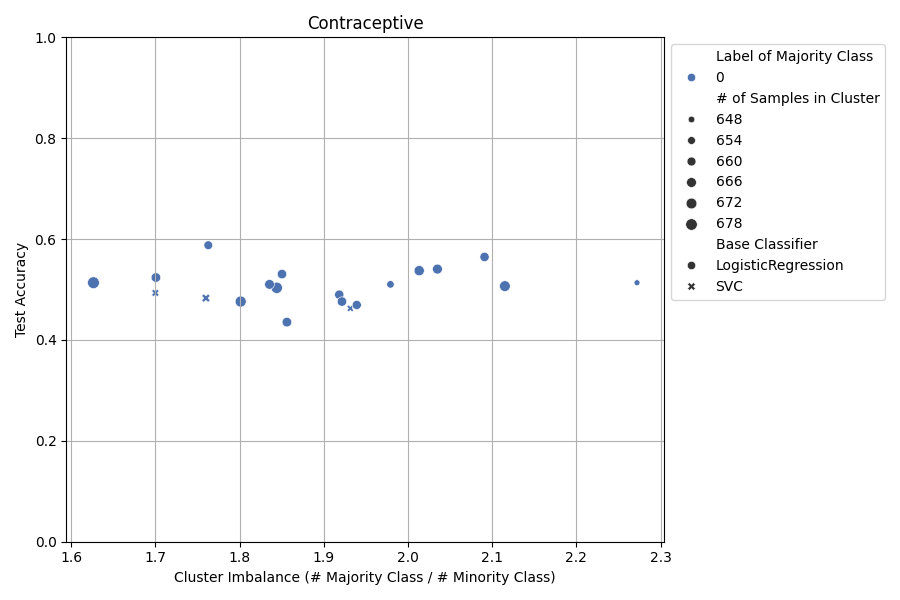 Contraceptive
1.0
0.8
0.6
0.4
0.2
0.0
Test Accuracy
1.6 1.7 1.8 1.9 2.0 2.1 2.2 2.3
Cluster Imbalance (# Majority Class / # Minority Class)
Label of Majority Class
0
# of Samples in Cluster
648
654
660
666
672
678
Base Classifier
LogisticRegression
SVC